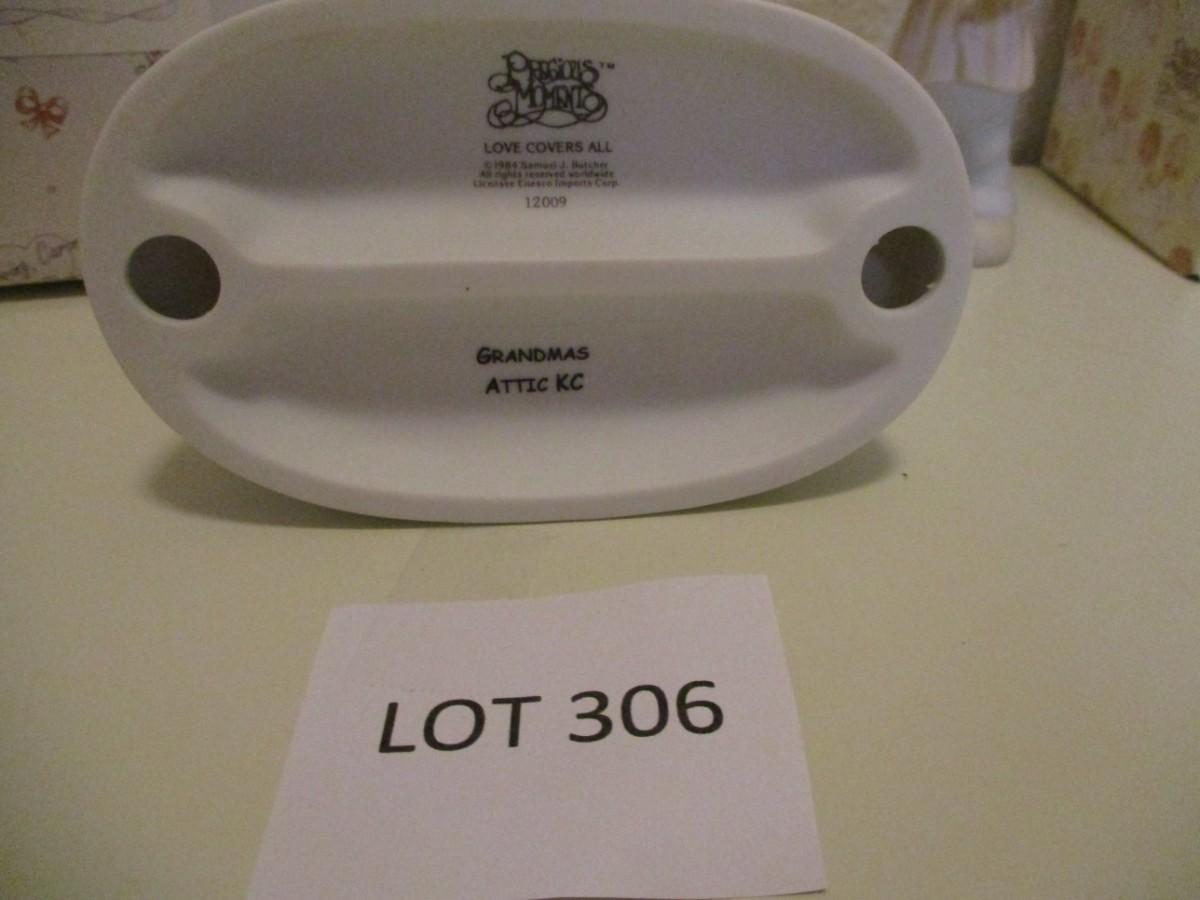 PRECIOUS
MOMENTS™
LOVE COVERS ALL
©1984 Samuel J. Butcher
All rights reserved worldwide
Licensee Enesco Imports Corp.
12009
GRANDMAS
ATTIC KC
LOT 306